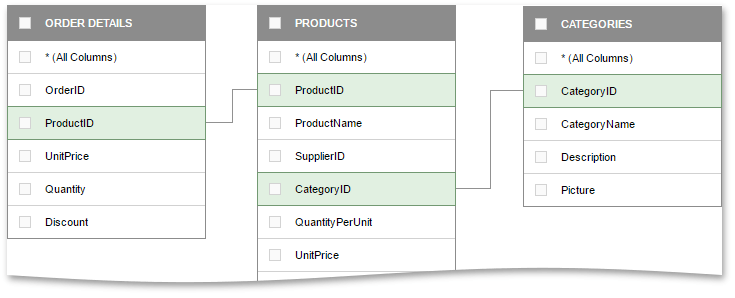 ORDER DETAILS
* (All Columns)
OrderID
ProductID
UnitPrice
Quantity
Discount
PRODUCTS
* (All Columns)
ProductID
ProductName
SupplierID
CategoryID
QuantityPerUnit
UnitPrice
CATEGORIES
* (All Columns)
CategoryID
CategoryName
Description
Picture